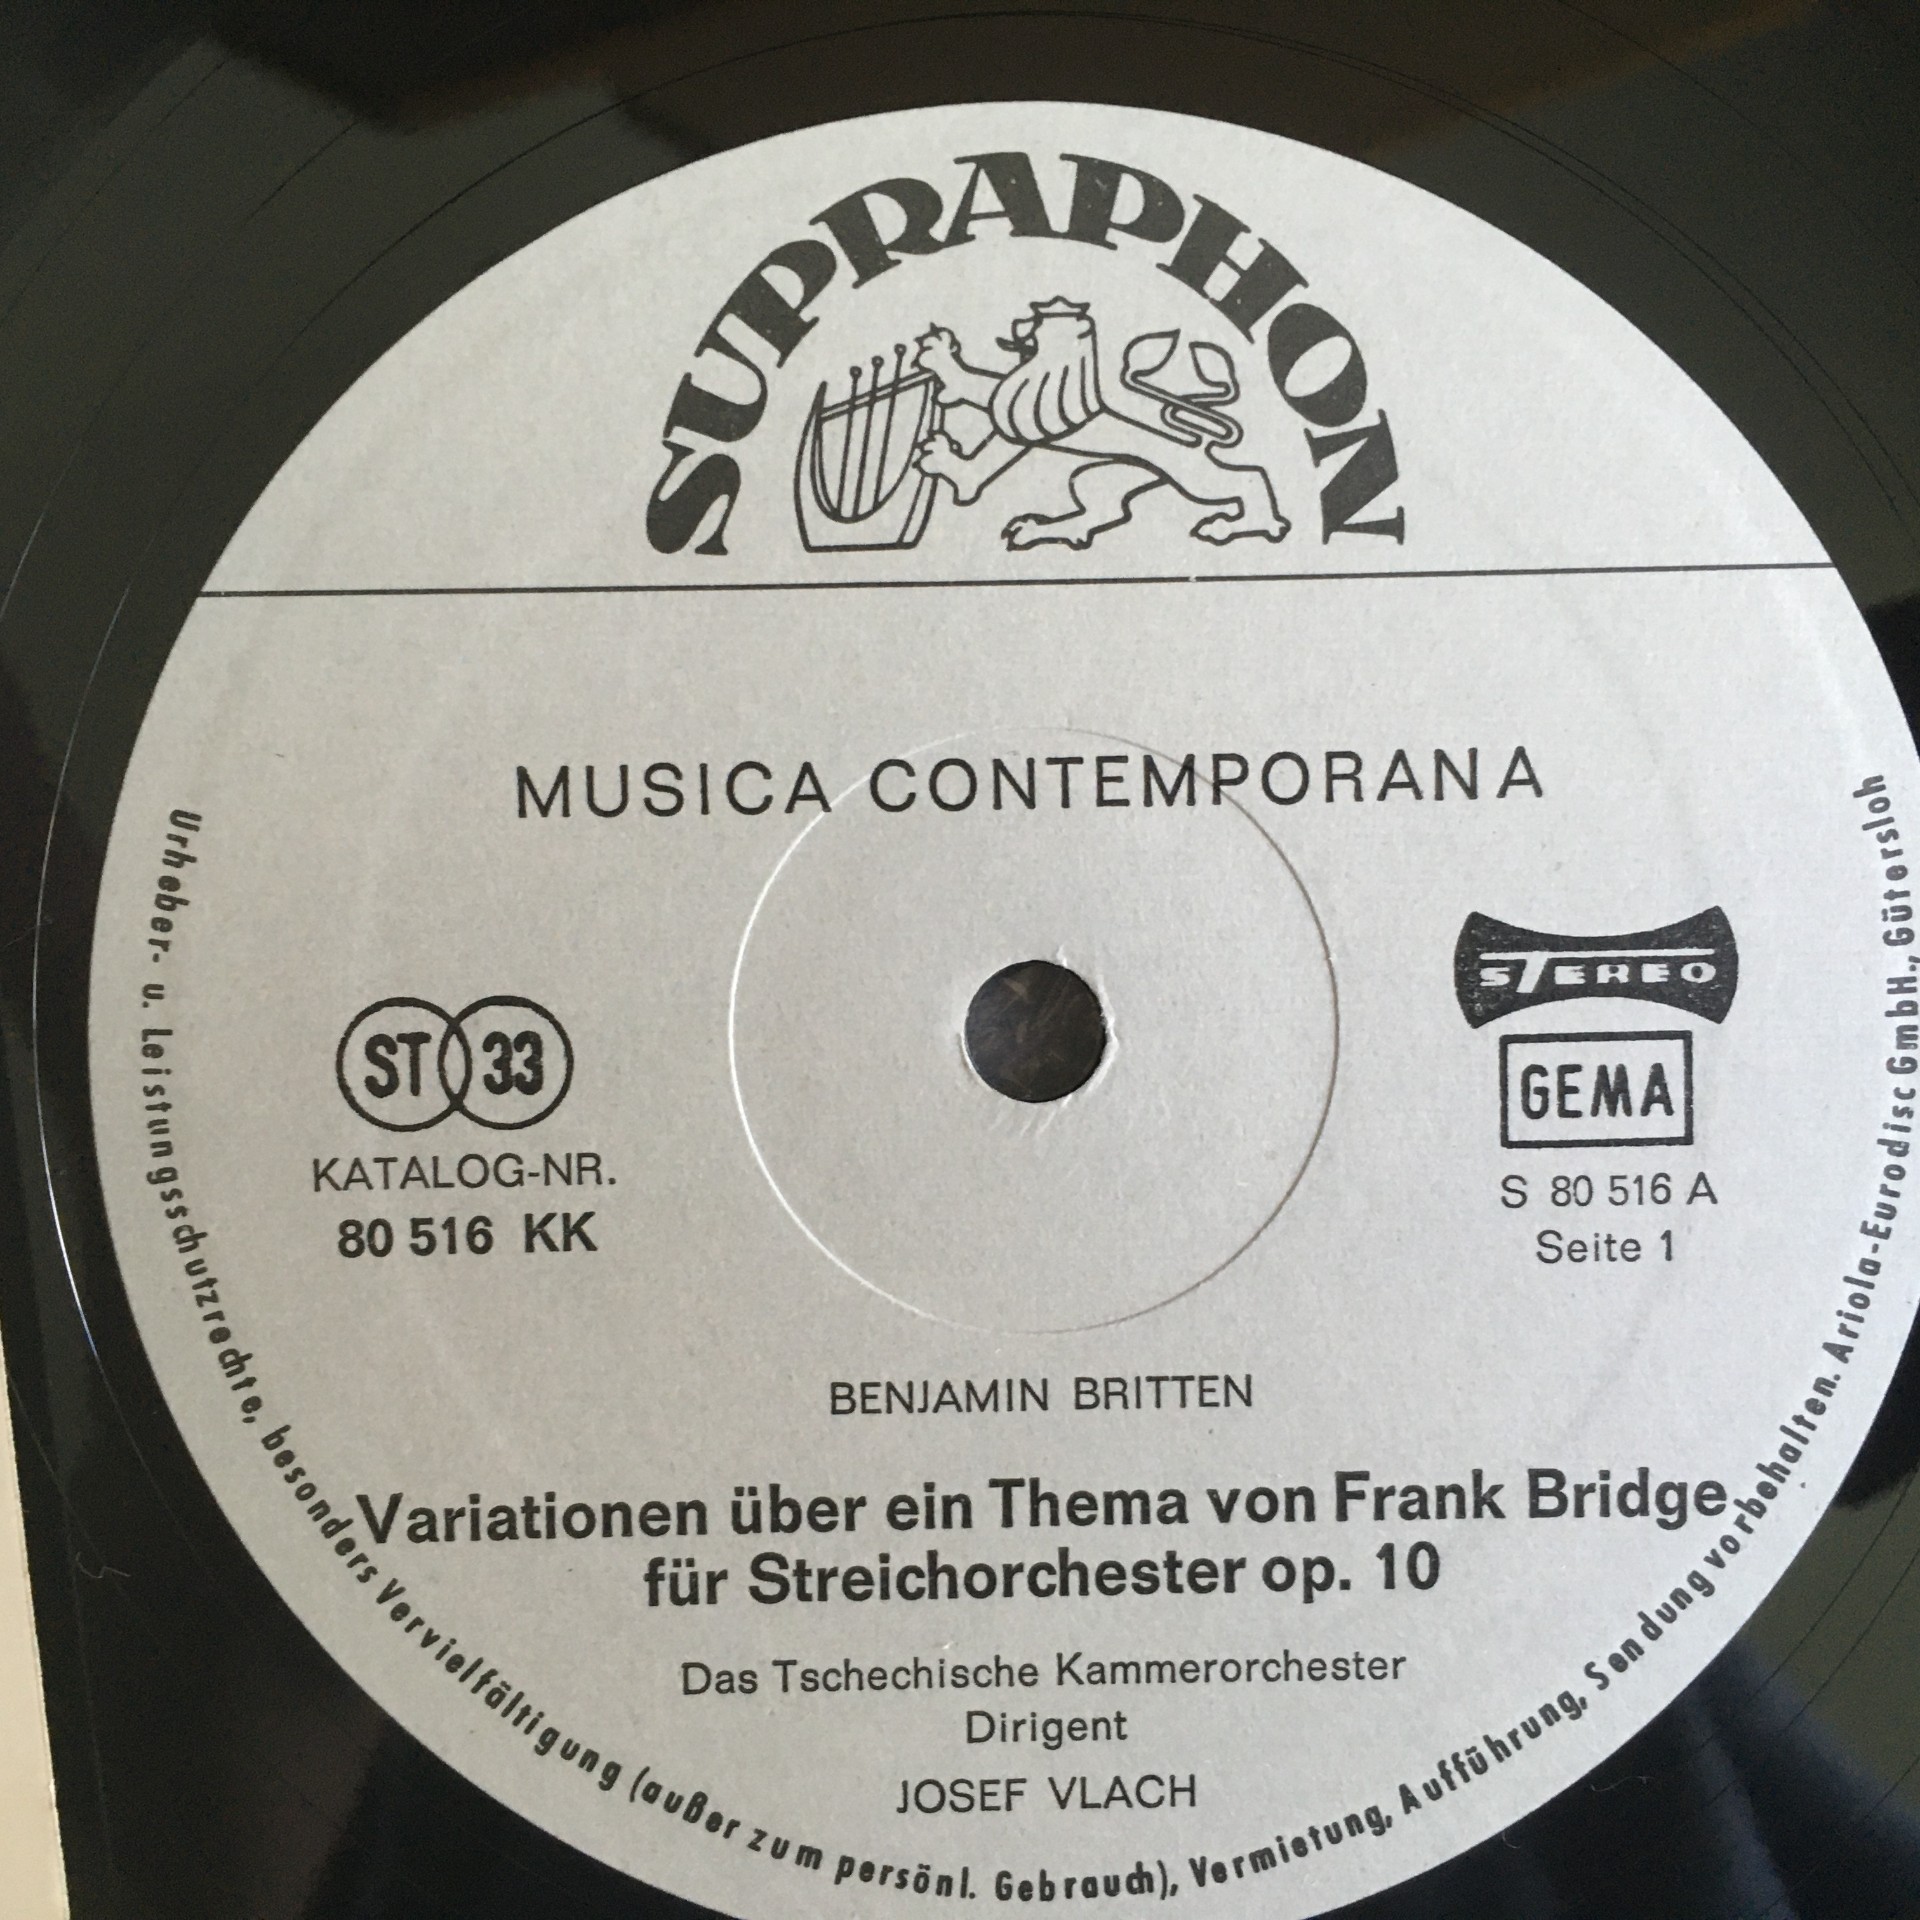 SUPRAPHON
MUSICA CONTEMPORANA
STEREO
ST 33
GEMA
KATALOG-NR.
80 516 KK
S 80 516 A
Seite 1
BENJAMIN BRITTEN
Variationen über ein Thema von Frank Bridge
für Streichorchester op. 10
Das Tschechische Kammerorchester
Dirigent
JOSEF VLACH
Urheber- u. Leistungsschutzrechte, besonders Vervielfältigung (außer zum persönl. Gebrauch), Vermietung, Aufführung, Sendung vorbehalten. Ariola-Eurodisc GmbH., Gütersloh